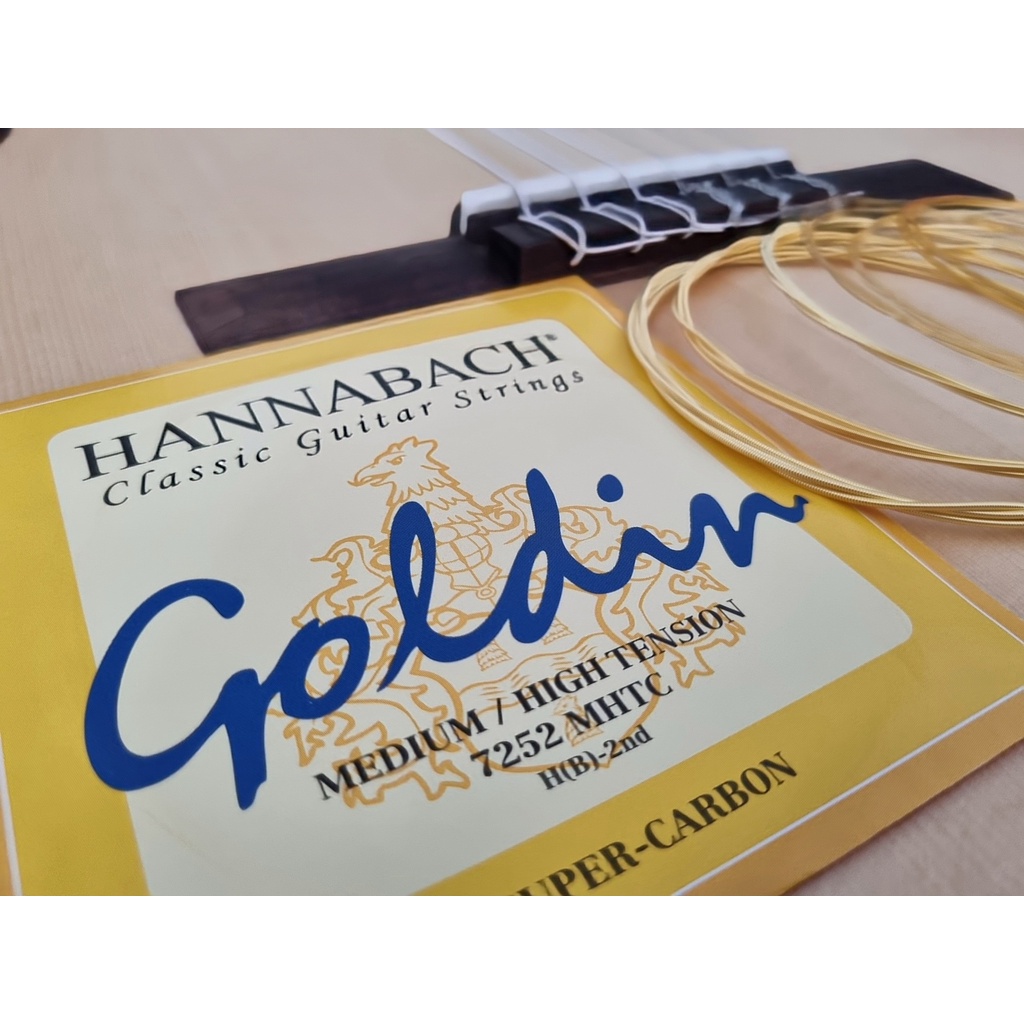 HANNABACH®
Classic Guitar Strings
Goldin
MEDIUM / HIGH TENSION
7252 MHTC
H(B)-2nd
UPER-CARBON